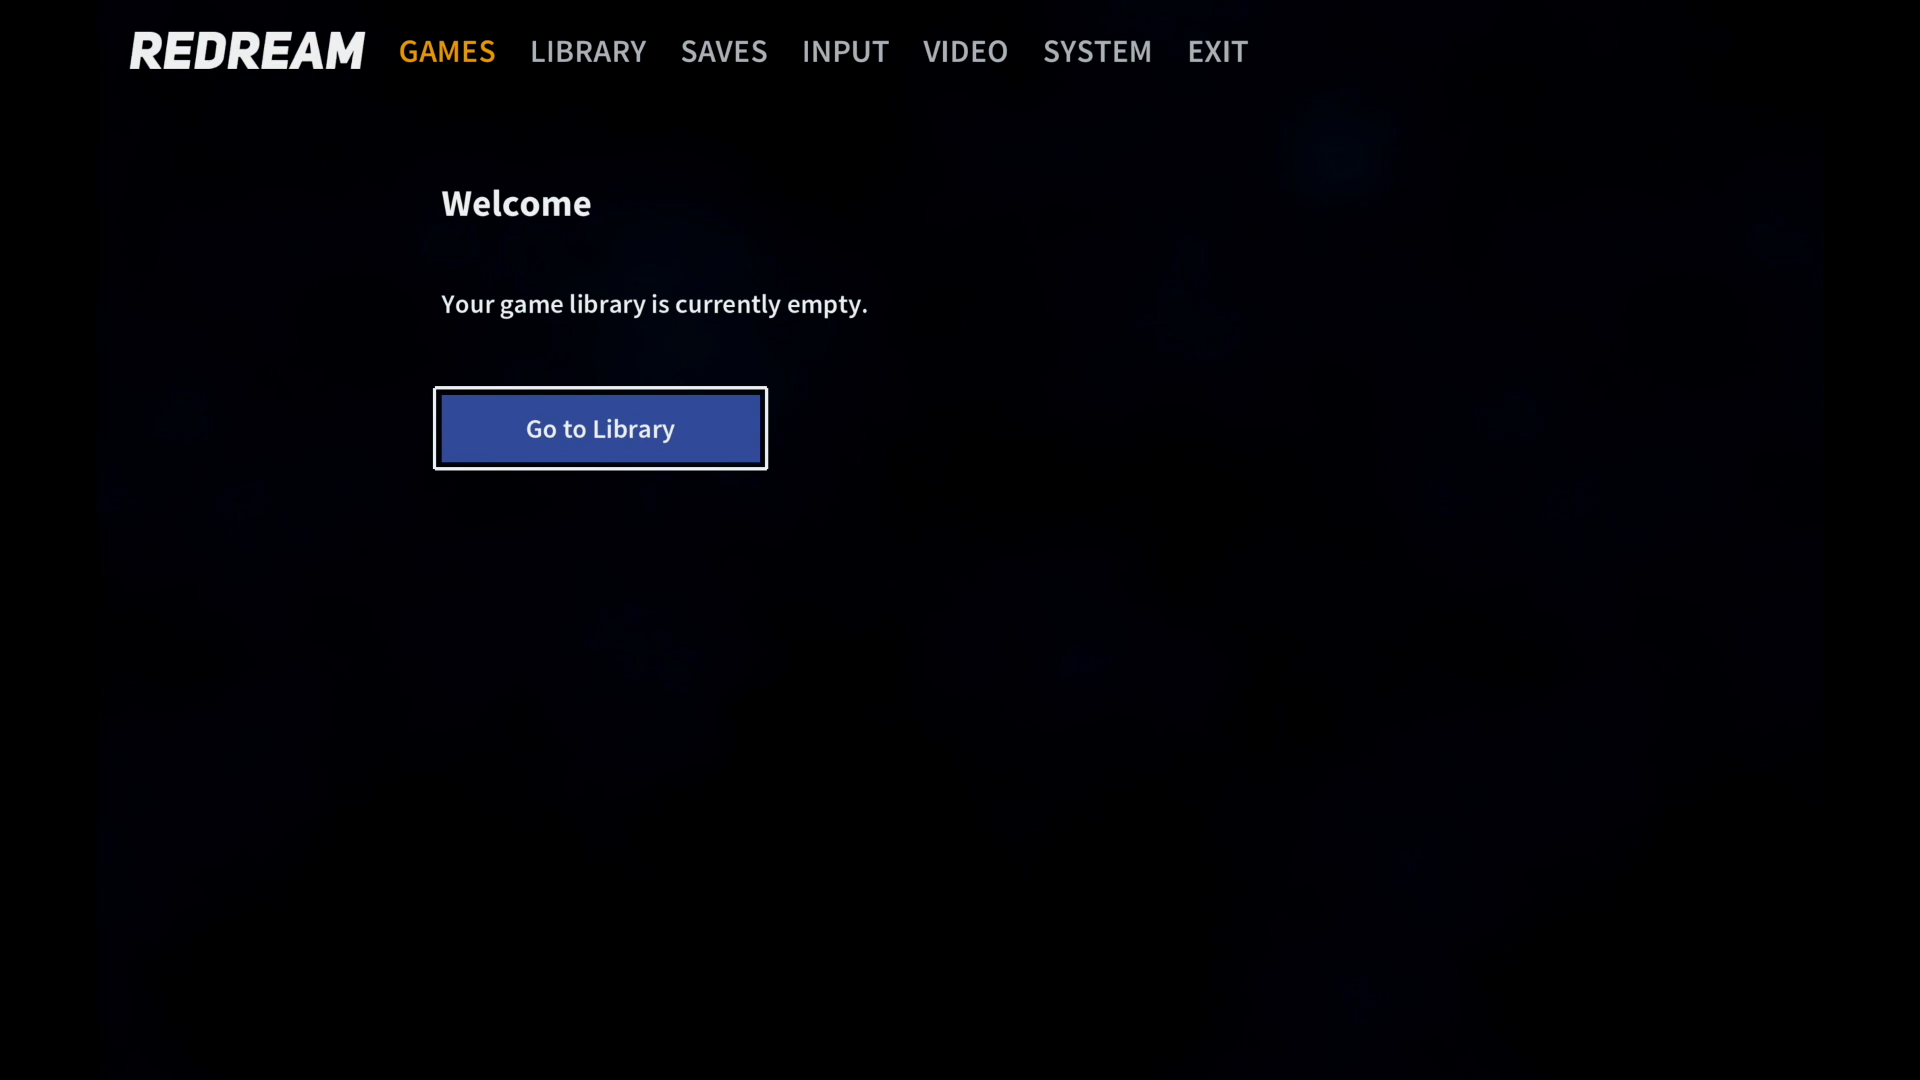 REDREAM GAMES LIBRARY SAVES INPUT VIDEO SYSTEM EXIT
Welcome
Your game library is currently empty.
Go to Library